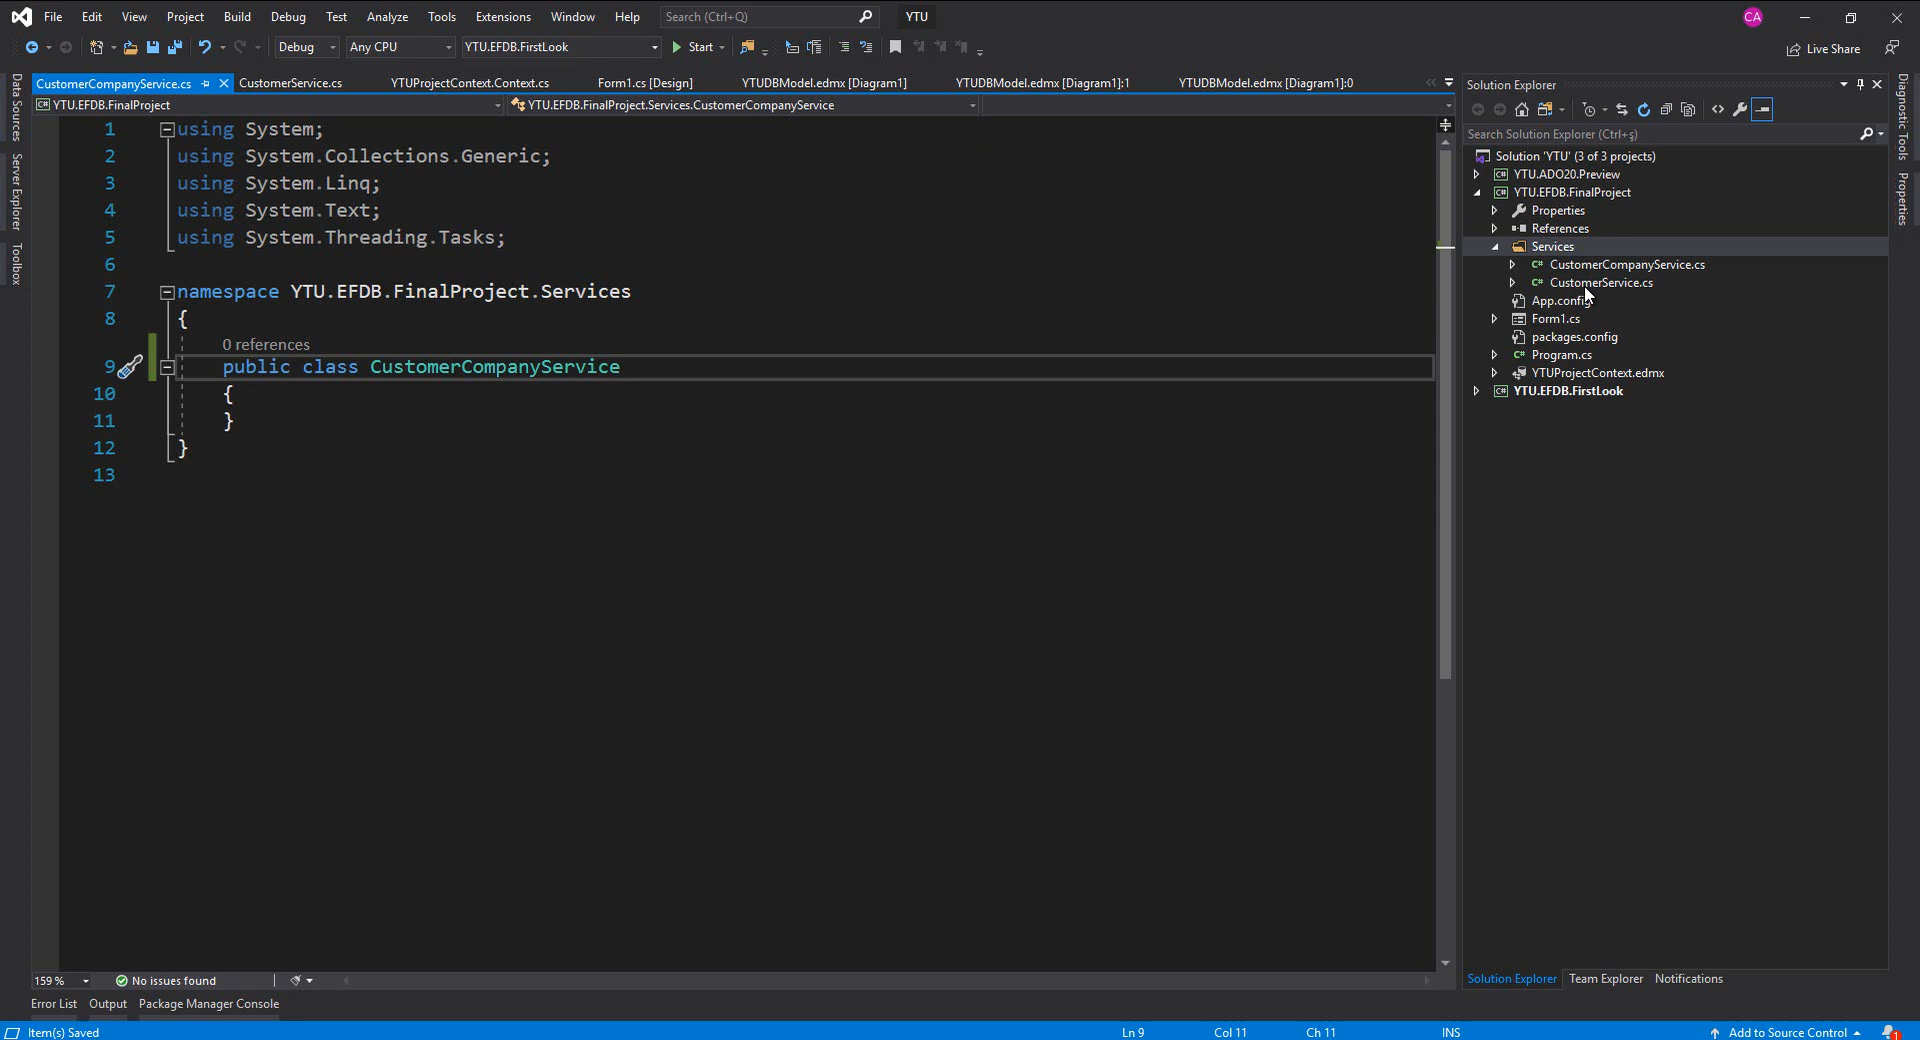 File Edit View Project Build Debug Test Analyze Tools Extensions Window Help Search (Ctrl+Q) YTU CA
Debug Any CPU YTU.EFDB.FirstLook Start Live Share
CustomerCompanyService.cs CustomerService.cs YTUProjectContext.Context.cs Form1.cs [Design] YTUDBModel.edmx [Diagram1] YTUDBModel.edmx [Diagram1]:1 YTUDBModel.edmx [Diagram1]:0
YTU.EFDB.FinalProject YTU.EFDB.FinalProject.Services.CustomerCompanyService
Data Sources
Server Explorer
Toolbox
1 using System;
2 using System.Collections.Generic;
3 using System.Linq;
4 using System.Text;
5 using System.Threading.Tasks;
6
7 namespace YTU.EFDB.FinalProject.Services
8 {
0 references
9 public class CustomerCompanyService
10 {
11 }
12 }
13
159 % No issues found
Solution Explorer
Search Solution Explorer (Ctrl+ş)
Solution 'YTU' (3 of 3 projects)
C# YTU.ADO20.Preview
C# YTU.EFDB.FinalProject
Properties
References
Services
C# CustomerCompanyService.cs
C# CustomerService.cs
App.config
Form1.cs
packages.config
C# Program.cs
YTUProjectContext.edmx
C# YTU.EFDB.FirstLook
Solution Explorer Team Explorer Notifications
Diagnostic Tools
Properties
Error List Output Package Manager Console
Item(s) Saved Ln 9 Col 11 Ch 11 INS Add to Source Control 1